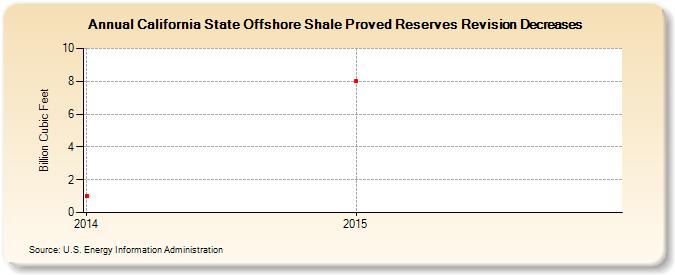 Annual California State Offshore Shale Proved Reserves Revision Decreases
Billion Cubic Feet
10
8
6
4
2
0
2014 2015
Source: U.S. Energy Information Administration